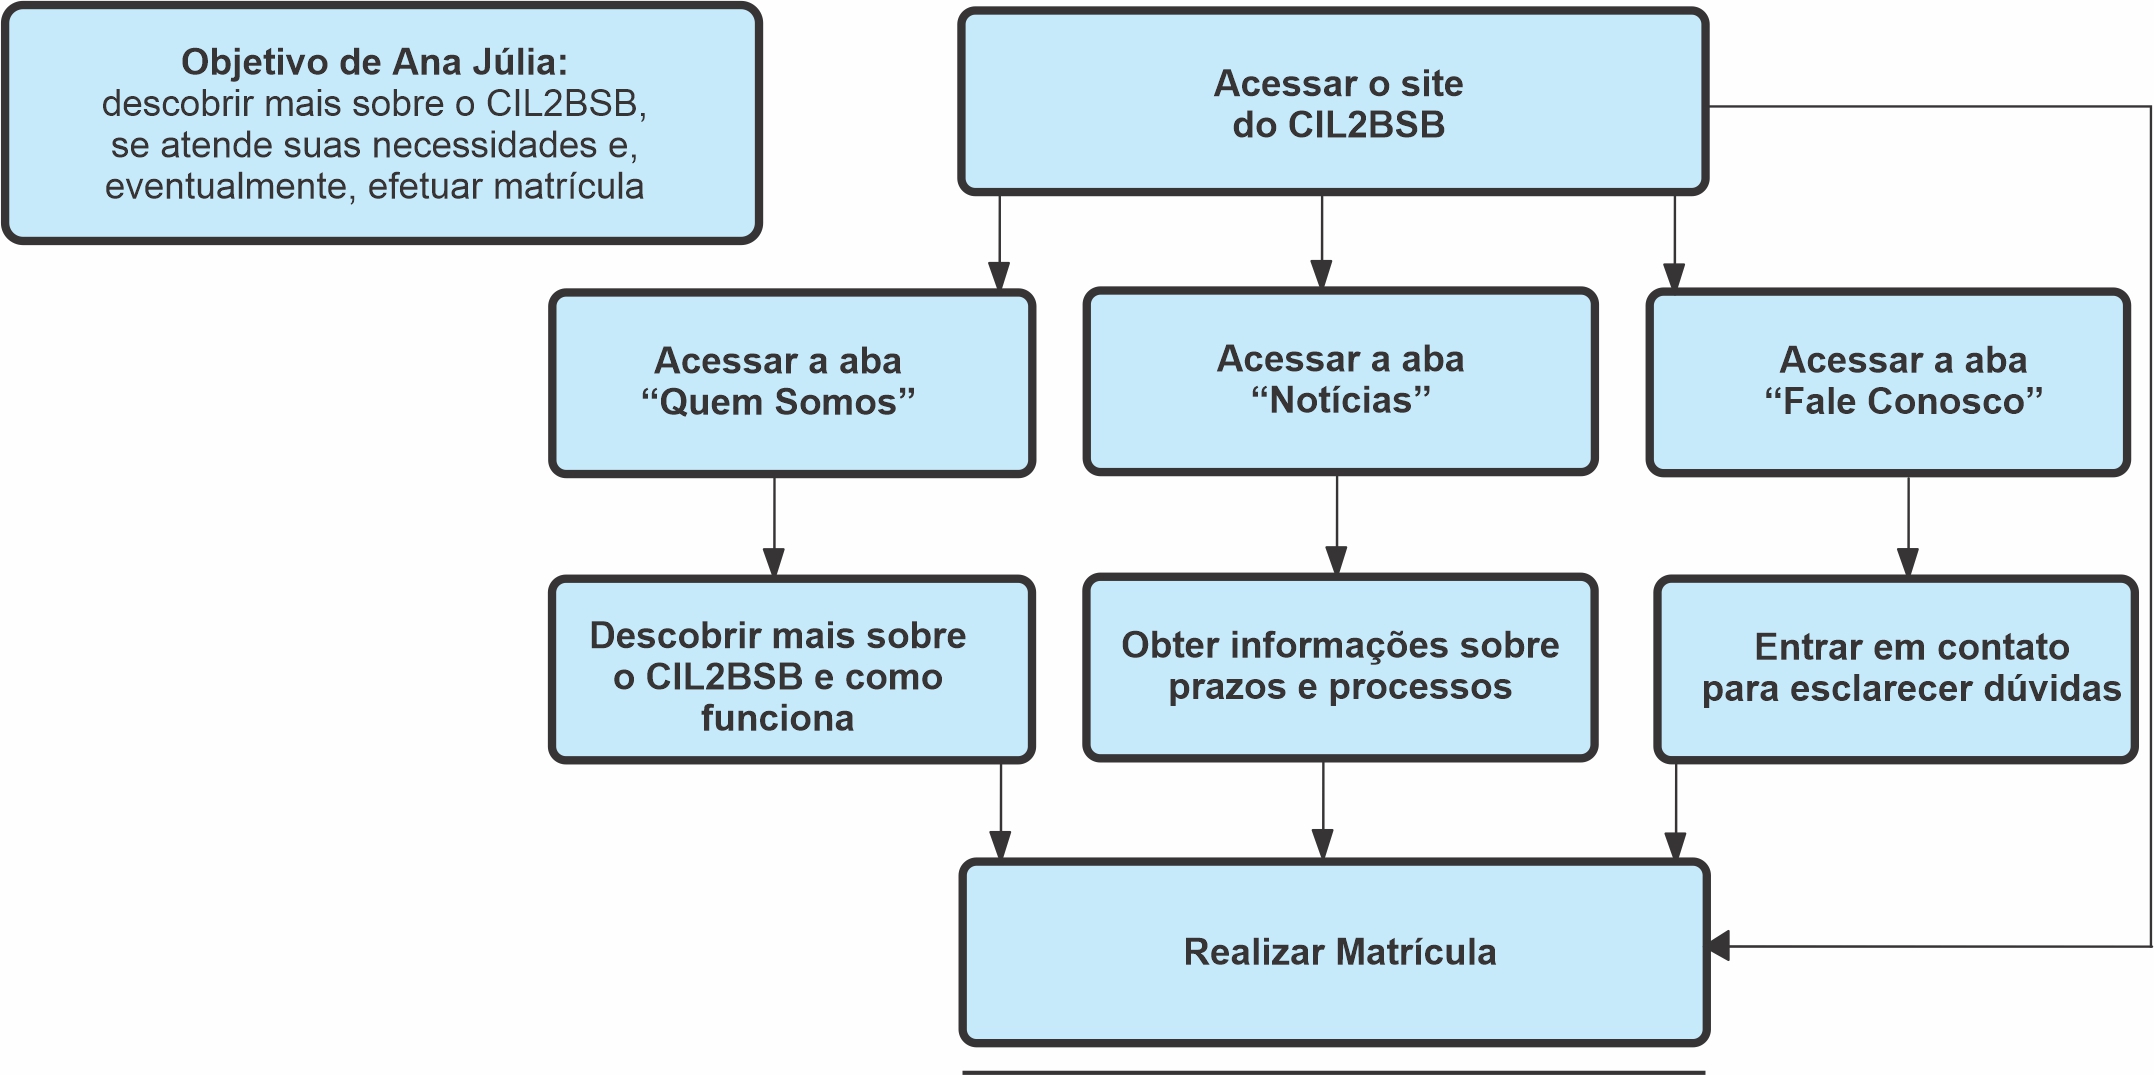 Objetivo de Ana Júlia:
descobrir mais sobre o CIL2BSB,
se atende suas necessidades e,
eventualmente, efetuar matrícula
Acessar o site
do CIL2BSB
Acessar a aba
“Quem Somos”
Acessar a aba
“Notícias”
Acessar a aba
“Fale Conosco”
Descobrir mais sobre
o CIL2BSB e como
funciona
Obter informações sobre
prazos e processos
Entrar em contato
para esclarecer dúvidas
Realizar Matrícula